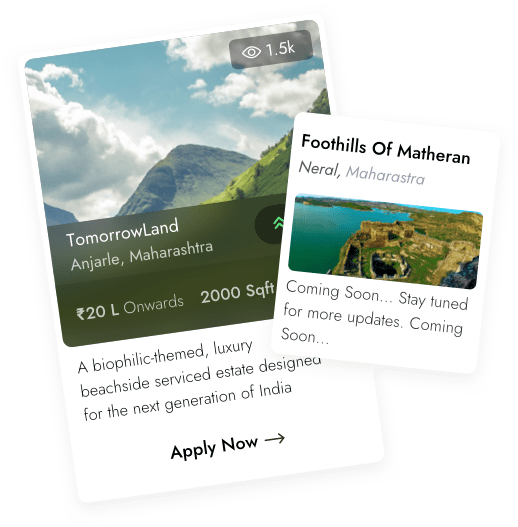 1.5k
TomorrowLand
Anjarle, Maharashtra
₹20 L Onwards
2000 Sqft
A biophilic-themed, luxury
beachside serviced estate designed
for the next generation of India
Apply Now →
Foothills Of Matheran
Neral, Maharastra
Coming Soon... Stay tuned
for more updates. Coming
Soon...